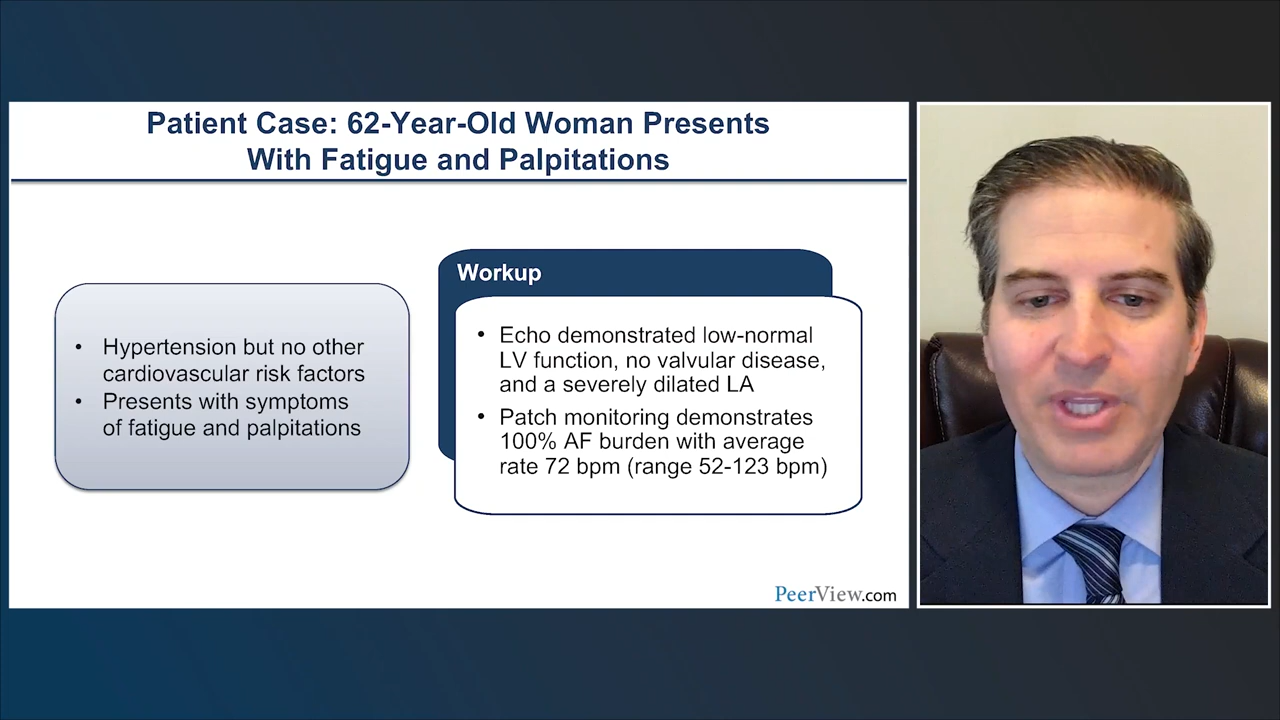 Patient Case: 62-Year-Old Woman Presents
With Fatigue and Palpitations
• Hypertension but no other
cardiovascular risk factors
• Presents with symptoms
of fatigue and palpitations
Workup
• Echo demonstrated low-normal
LV function, no valvular disease,
and a severely dilated LA
• Patch monitoring demonstrates
100% AF burden with average
rate 72 bpm (range 52-123 bpm)
PeerView.com